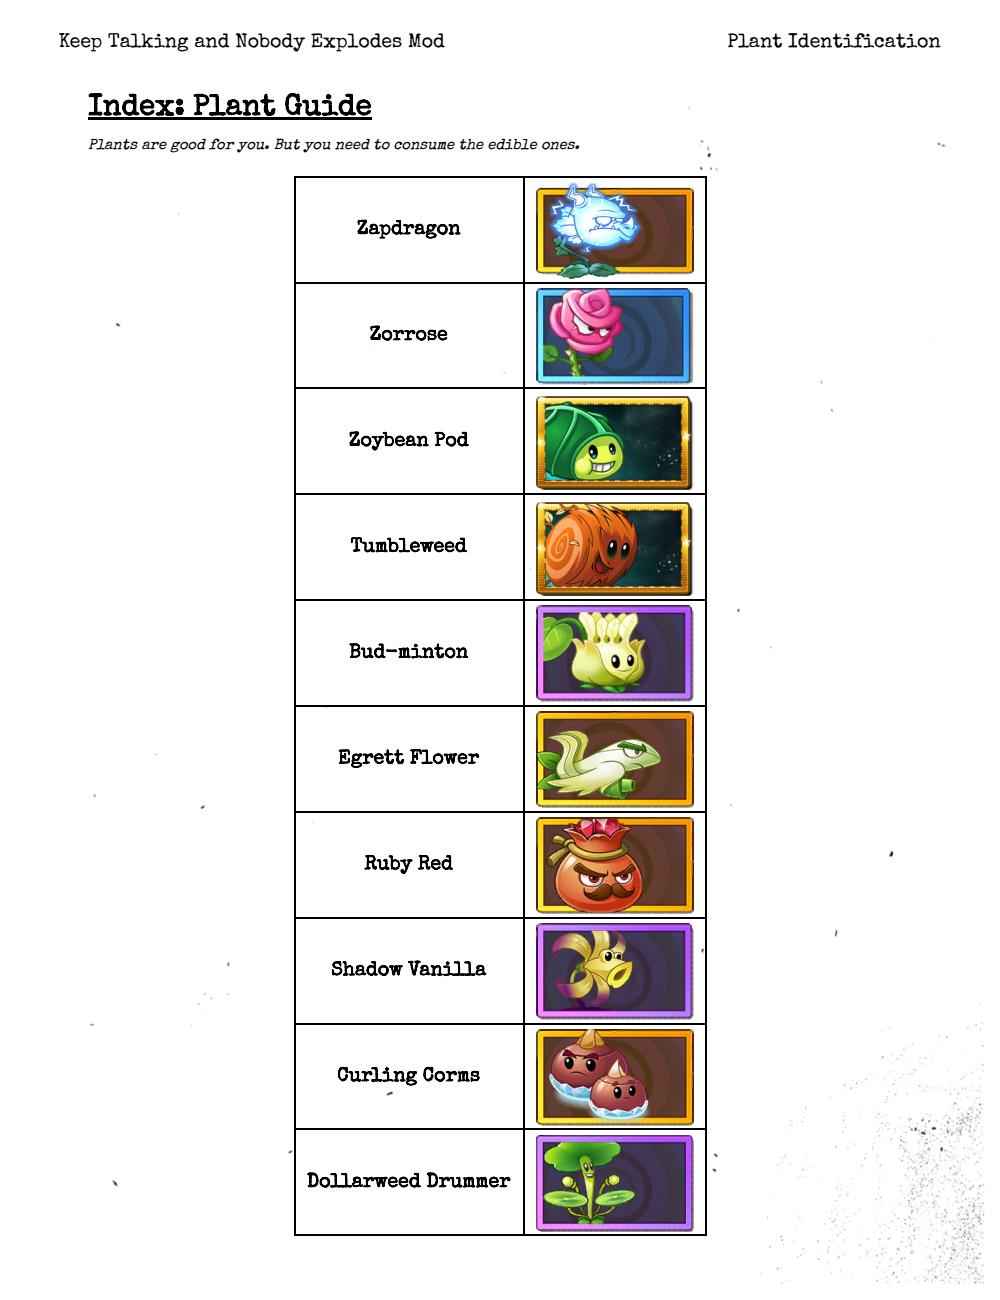 Keep Talking and Nobody Explodes Mod
Plant Identification
Index: Plant Guide
Plants are good for you. But you need to consume the edible ones.
Zapdragon
Zorrose
Zoybean Pod
Tumbleweed
Bud-minton
Egrett Flower
Ruby Red
Shadow Vanilla
Curling Corms
Dollarweed Drummer